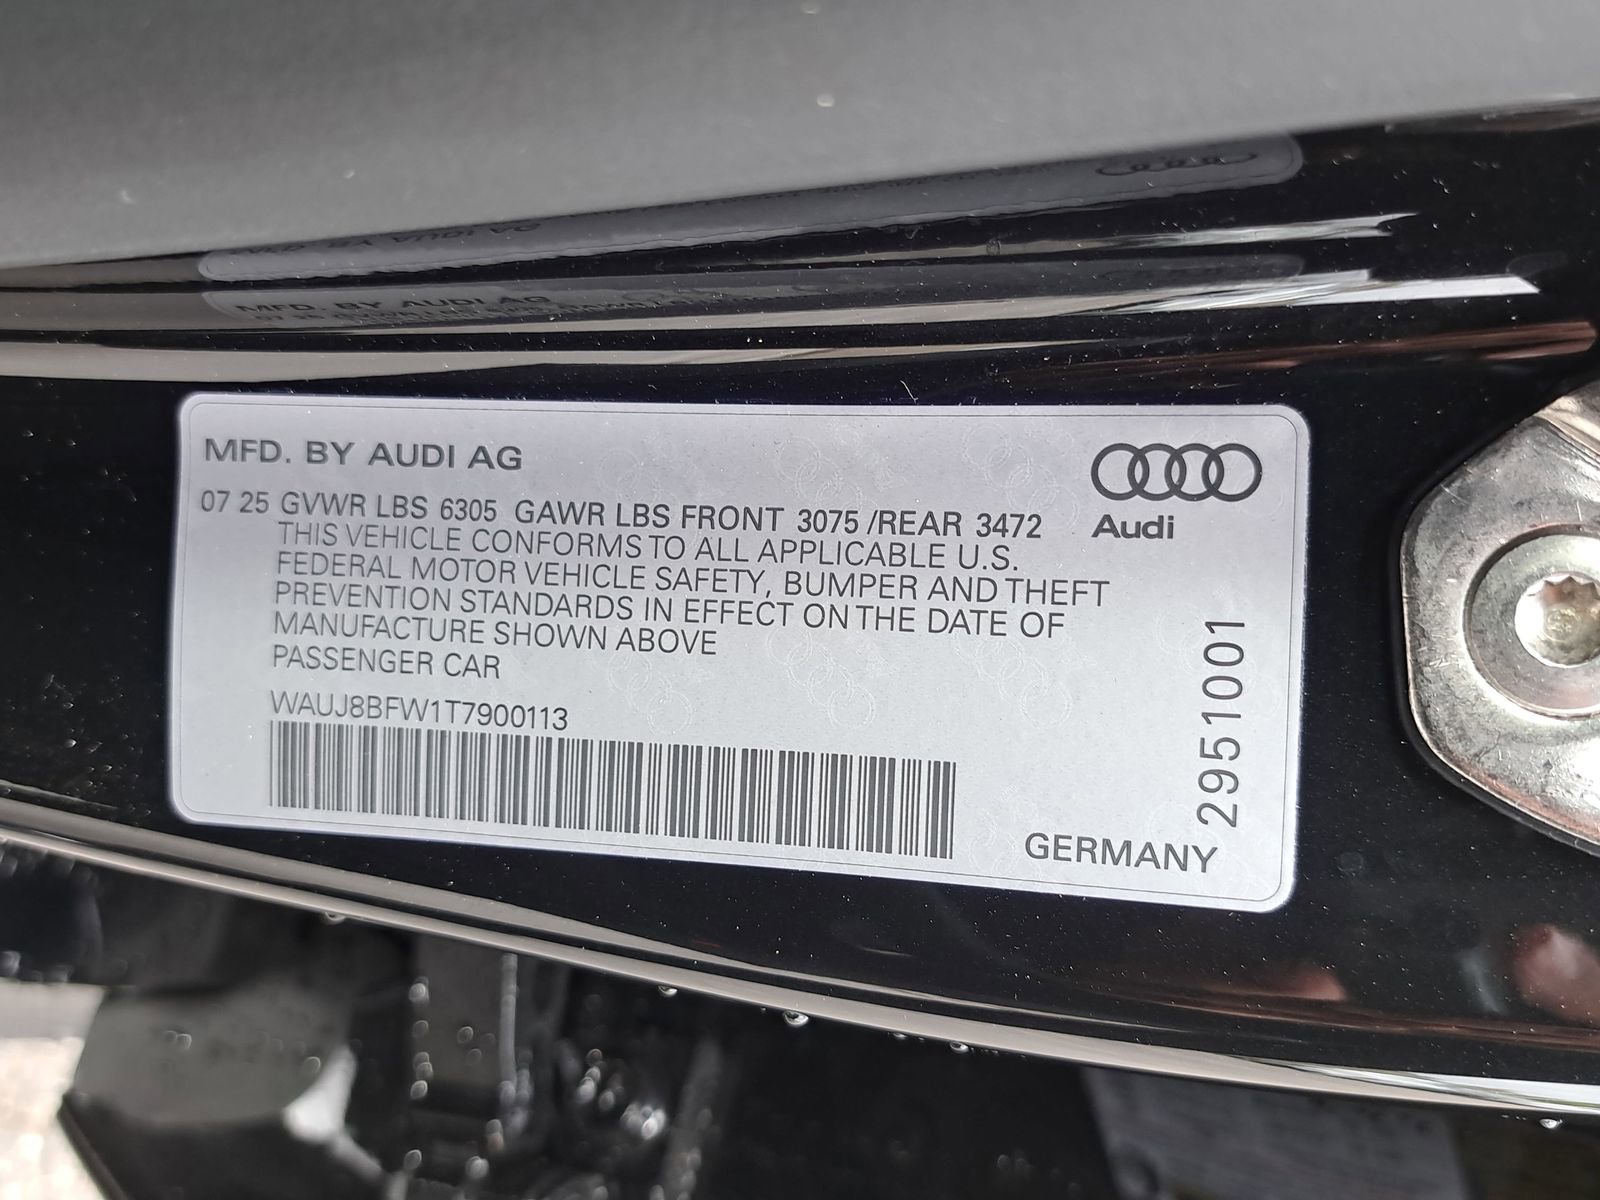 MFD. BY AUDI AG
07 25 GVWR LBS 6305 GAWR LBS FRONT 3075 /REAR 3472
Audi
THIS VEHICLE CONFORMS TO ALL APPLICABLE U.S.
FEDERAL MOTOR VEHICLE SAFETY, BUMPER AND THEFT
PREVENTION STANDARDS IN EFFECT ON THE DATE OF
MANUFACTURE SHOWN ABOVE
PASSENGER CAR
WAUJ8BFW1T7900113
GERMANY
2951001
MFD. BY AUDI AG